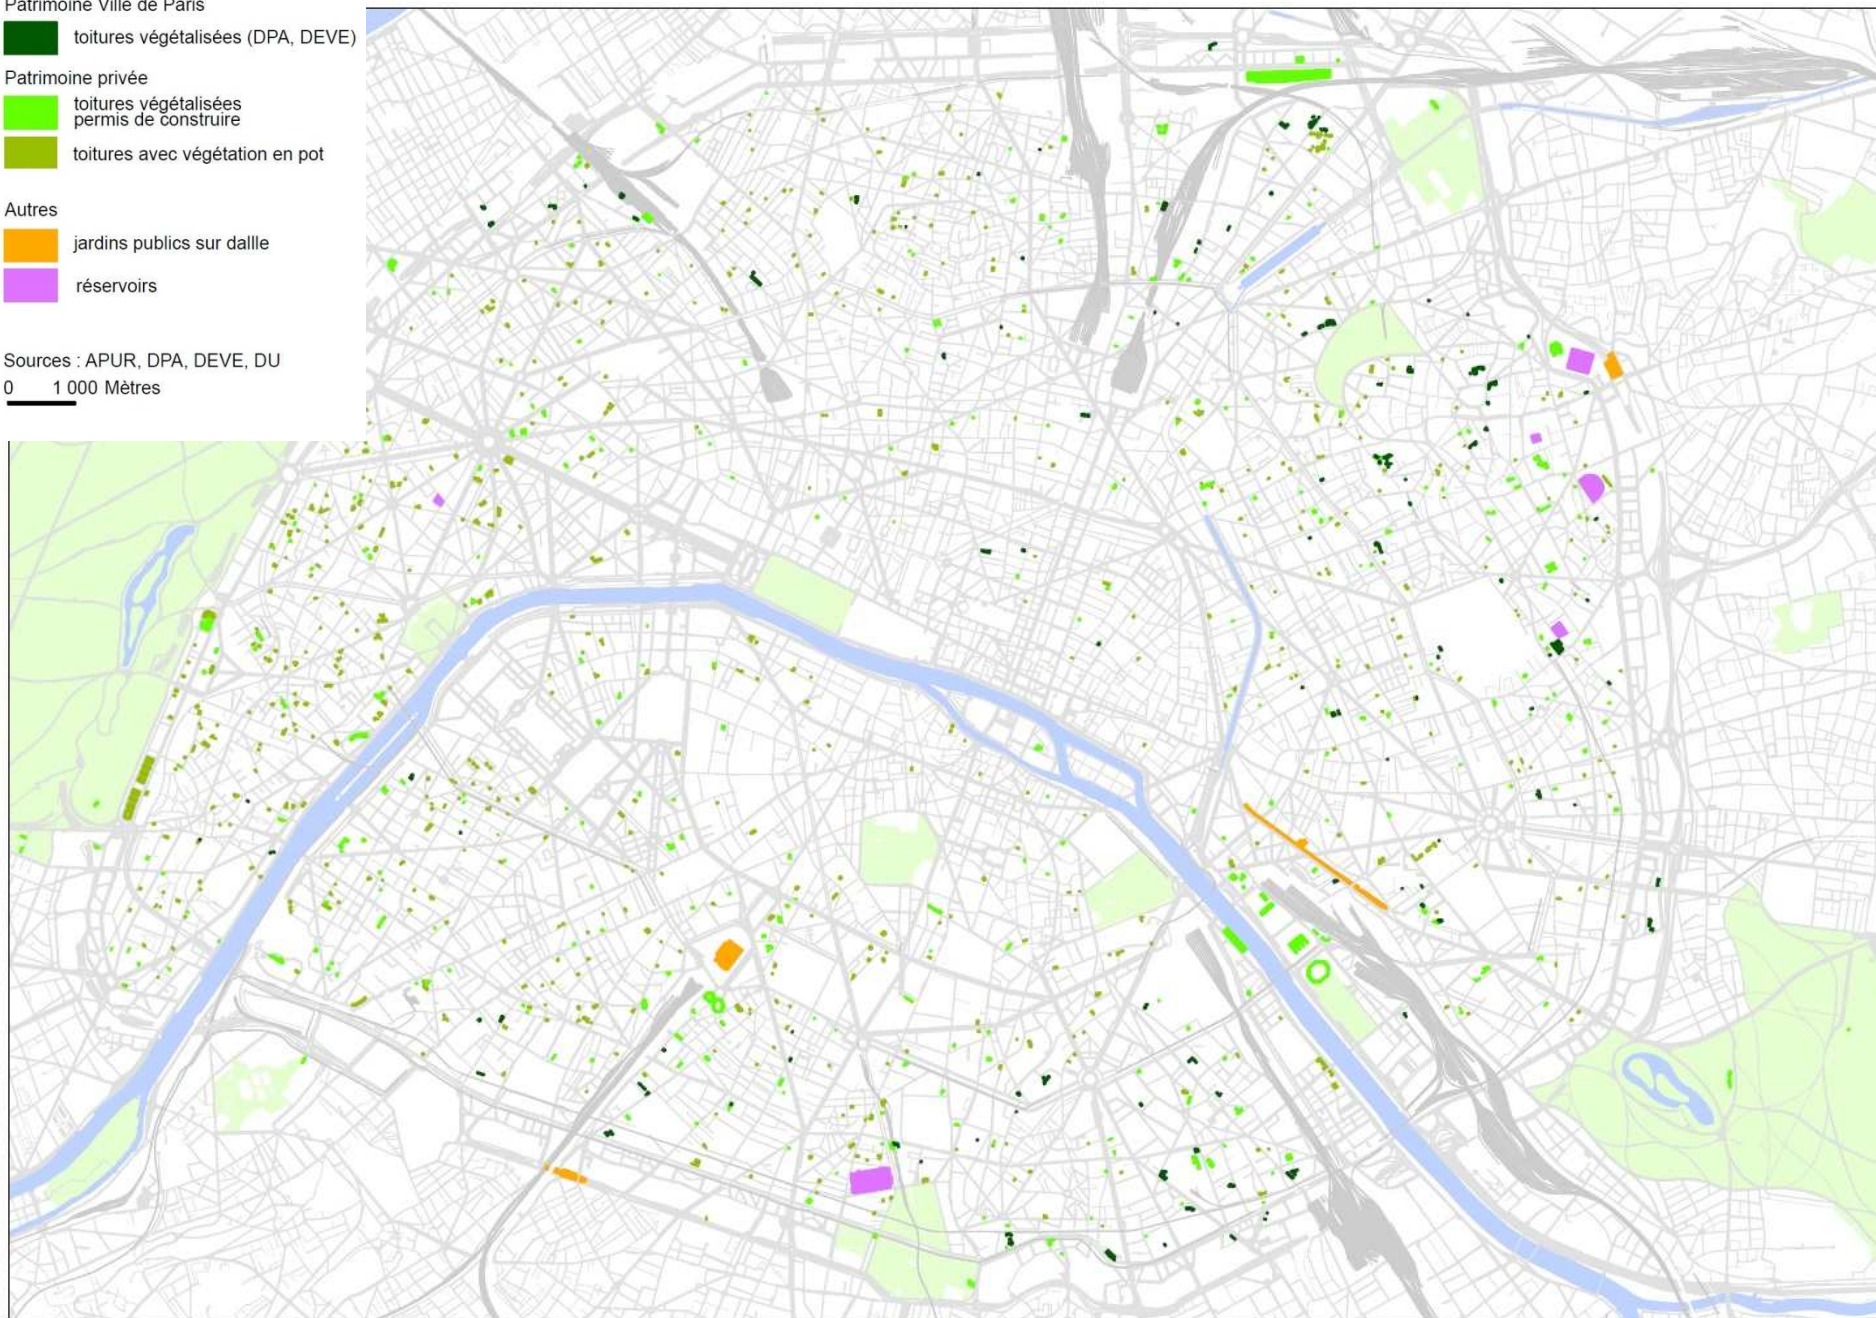 Patrimoine Ville de Paris
toitures végétalisées (DPA, DEVE)
Patrimoine privée
toitures végétalisées
permis de construire
toitures avec végétation en pot
Autres
jardins publics sur dallle
réservoirs
Sources : APUR, DPA, DEVE, DU
0 1 000 Mètres